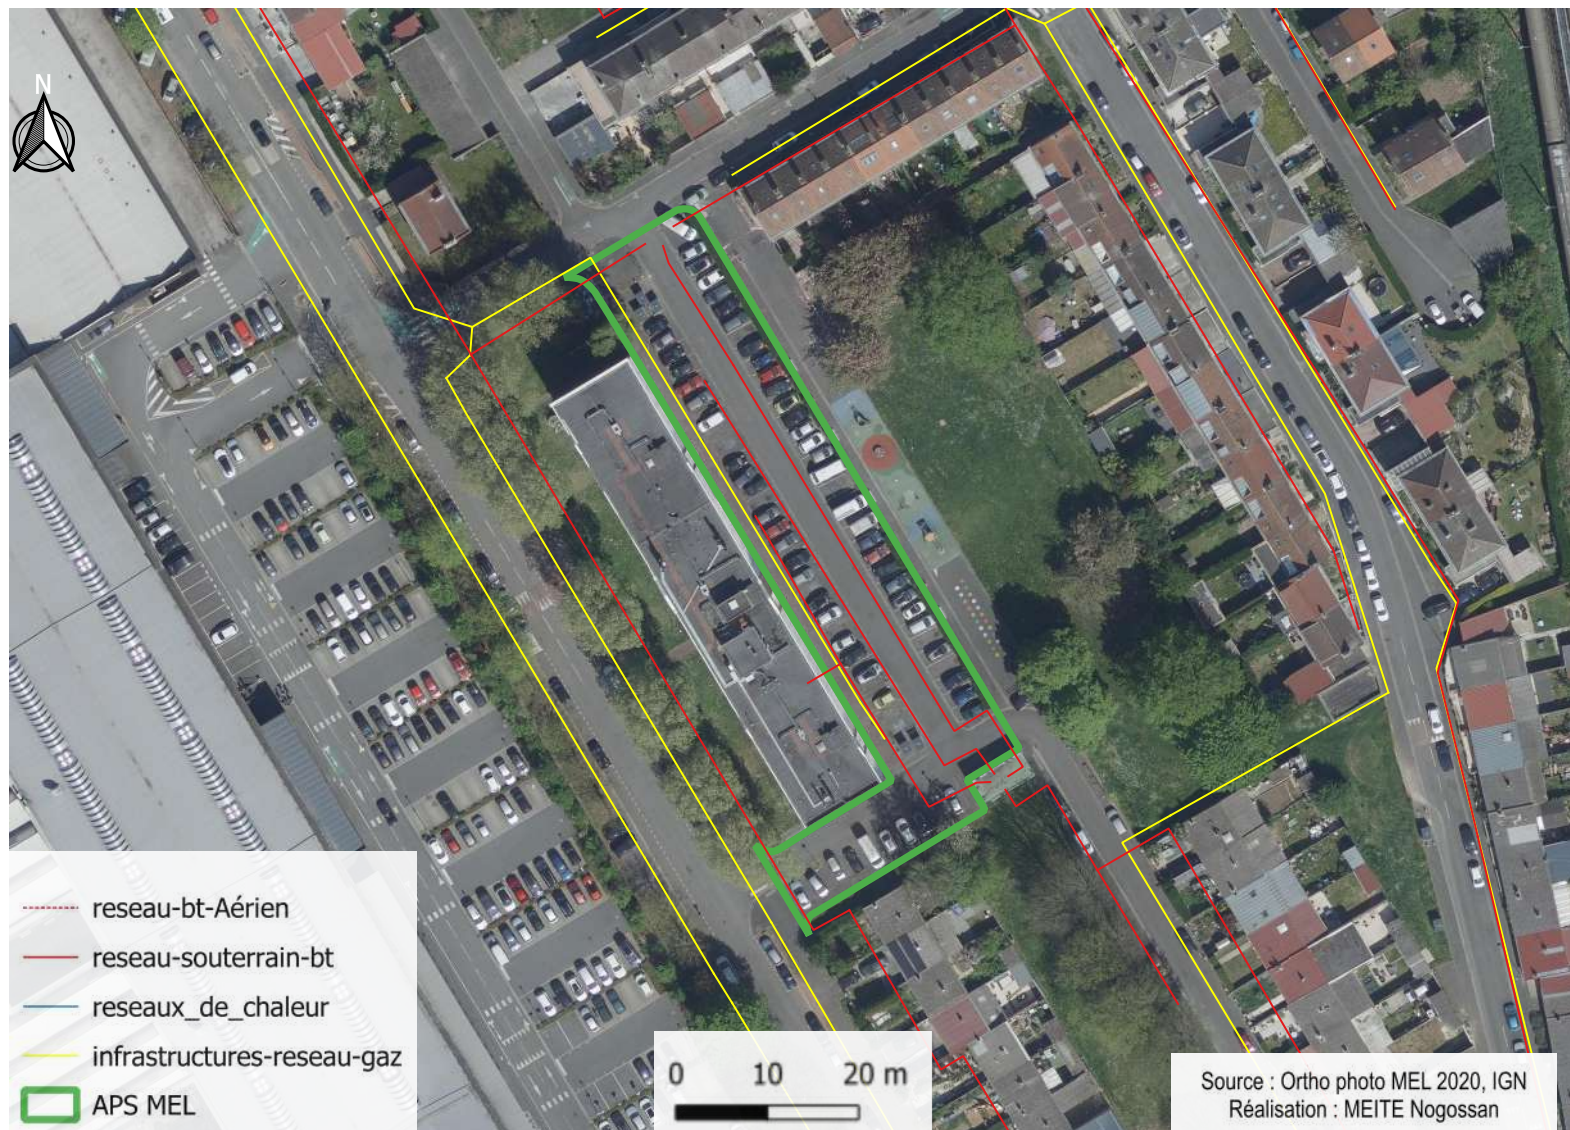 N
reseau-bt-Aérien
reseau-souterrain-bt
reseaux_de_chaleur
infrastructures-reseau-gaz
APS MEL
0 10 20 m
Source : Ortho photo MEL 2020, IGN
Réalisation : MEITE Nogossan